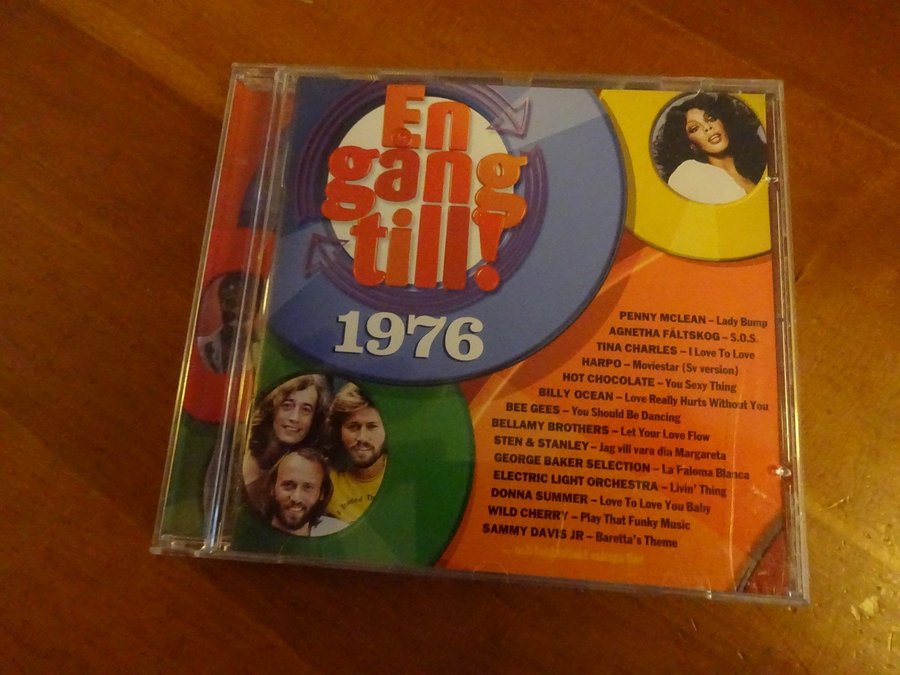 En
gång
till!
1976
PENNY MCLEAN – Lady Bump
AGNETHA FÄLTSKOG – S.O.S.
TINA CHARLES – I Love To Love
HARPO – Moviestar (Sv version)
HOT CHOCOLATE – You Sexy Thing
BILLY OCEAN – Love Really Hurts Without You
BEE GEES – You Should Be Dancing
BELLAMY BROTHERS – Let Your Love Flow
STEN & STANLEY – Jag vill vara din Margareta
GEORGE BAKER SELECTION – La Paloma Blanca
ELECTRIC LIGHT ORCHESTRA – Livin' Thing
DONNA SUMMER – Love To Love You Baby
WILD CHERRY – Play That Funky Music
SAMMY DAVIS JR – Baretta's Theme